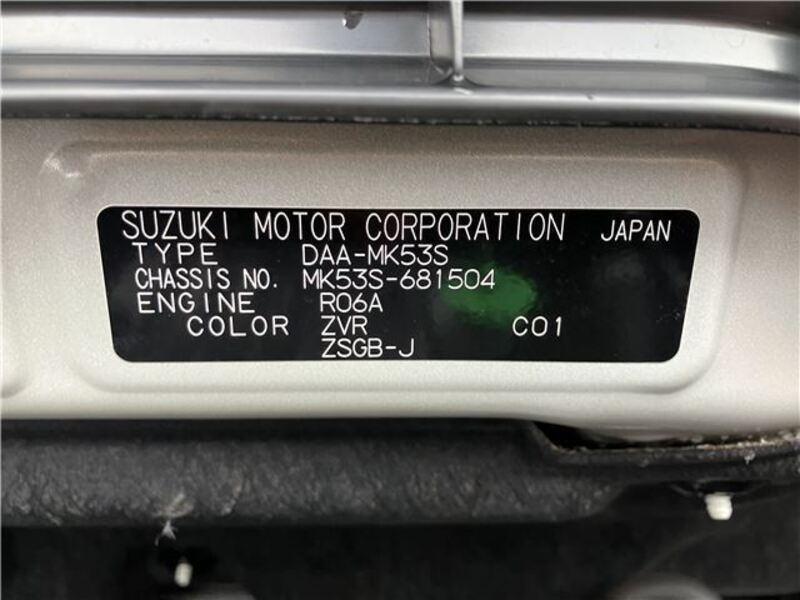 SUZUKI MOTOR CORPORATION JAPAN
TYPE DAA-MK53S
CHASSIS NO. MK53S-681504
ENGINE R06A
COLOR ZVR C01
ZSGB-J